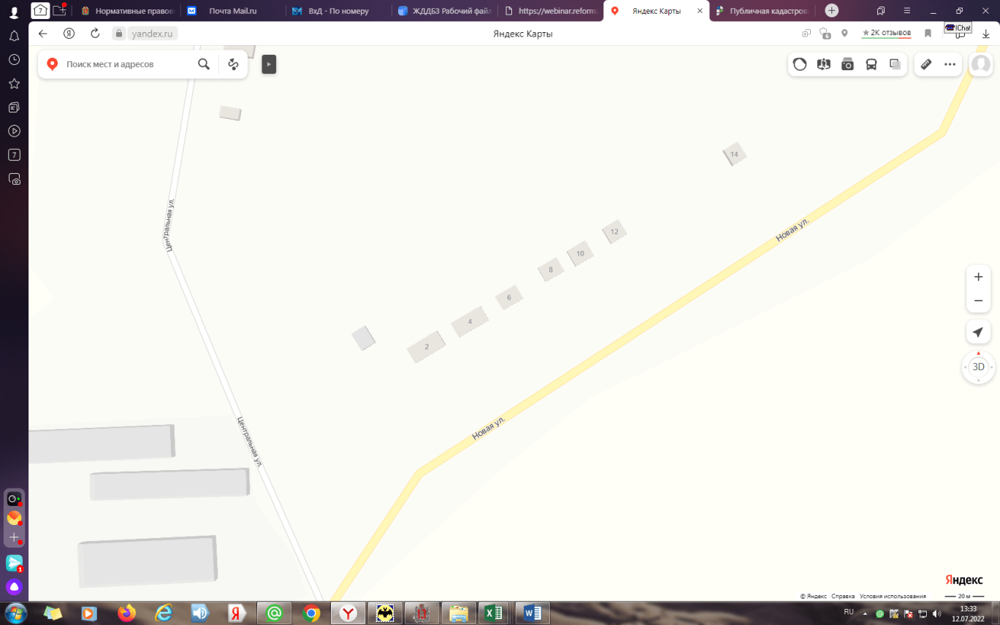 7
Нормативные правов
Почта Mail.ru
ВхД - По номеру
ЖДДБЗ Рабочий файл
https://webinar.reform
Яндекс Карты
Публичная кадастров
yandex.ru
Яндекс Карты
6
2K отзывов
IChat
Поиск мест и адресов
7
14
Центральная ул.
Новая ул.
12
10
8
6
4
2
3D
Центральная ул.
Новая ул.
1
Яндекс
© Яндекс Справка Условия использования
20 м
RU
13:33
12.07.2022